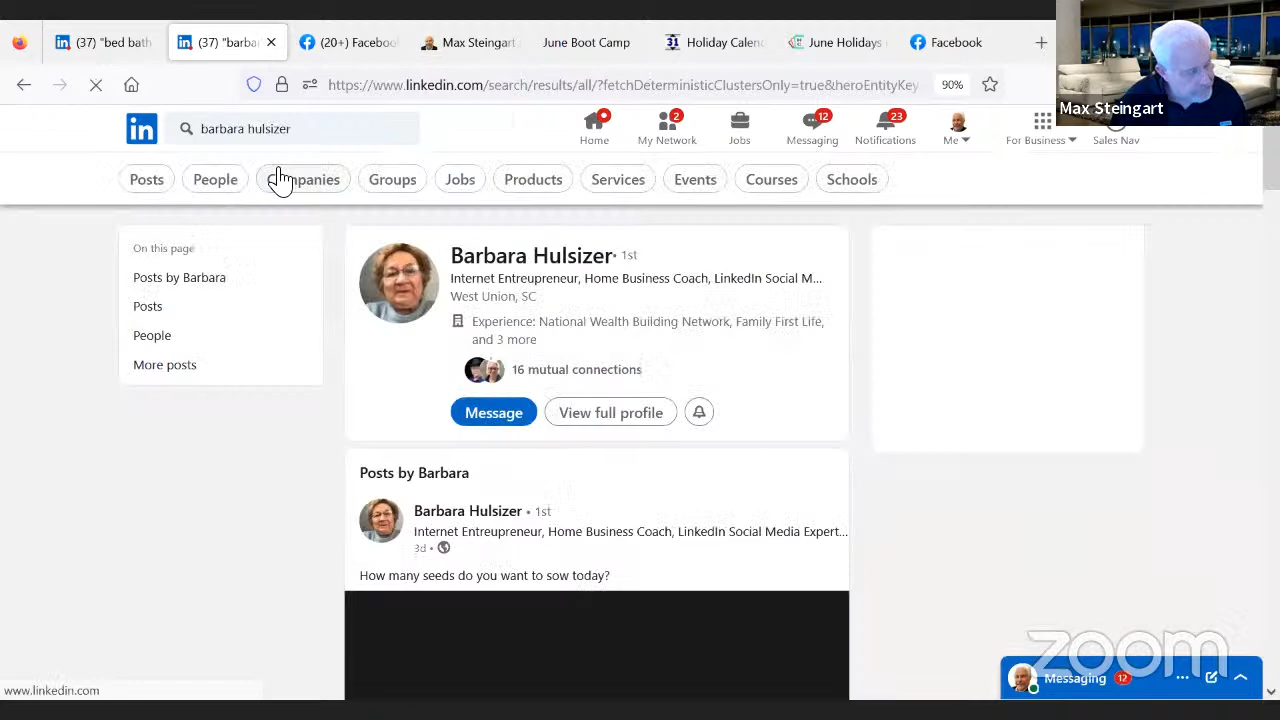 (37) "bed bath
(37) "barba
(20+) Facebook
Max Steingart
June Boot Camp
31
Holiday Calen
June Holidays
Facebook
https://www.linkedin.com/search/results/all/?fetchDeterministicClustersOnly=true&heroEntityKey
90%
Max Steingart
in
barbara hulsizer
Home
2
My Network
Jobs
12
Messaging
23
Notifications
Me
For Business
Sales Nav
Posts
People
Companies
Groups
Jobs
Products
Services
Events
Courses
Schools
On this page
Posts by Barbara
Posts
People
More posts
Barbara Hulsizer • 1st
Internet Entreupreneur, Home Business Coach, LinkedIn Social M...
West Union, SC
Experience: National Wealth Building Network, Family First Life,
and 3 more
16 mutual connections
Message
View full profile
Posts by Barbara
Barbara Hulsizer • 1st
Internet Entreupreneur, Home Business Coach, LinkedIn Social Media Expert...
3d •
How many seeds do you want to sow today?
zoom
Messaging 12
www.linkedin.com